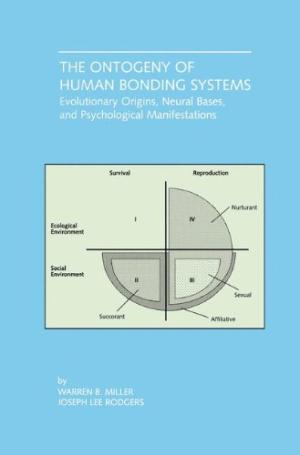 THE ONTOGENY OF
HUMAN BONDING SYSTEMS
Evolutionary Origins, Neural Bases,
and Psychological Manifestations
Survival
Reproduction
Nurturant
I
IV
Ecological
Environment
Social
Environment
II
III
Sexual
Succorant
Affiliative
by
WARREN B. MILLER
JOSEPH LEE RODGERS